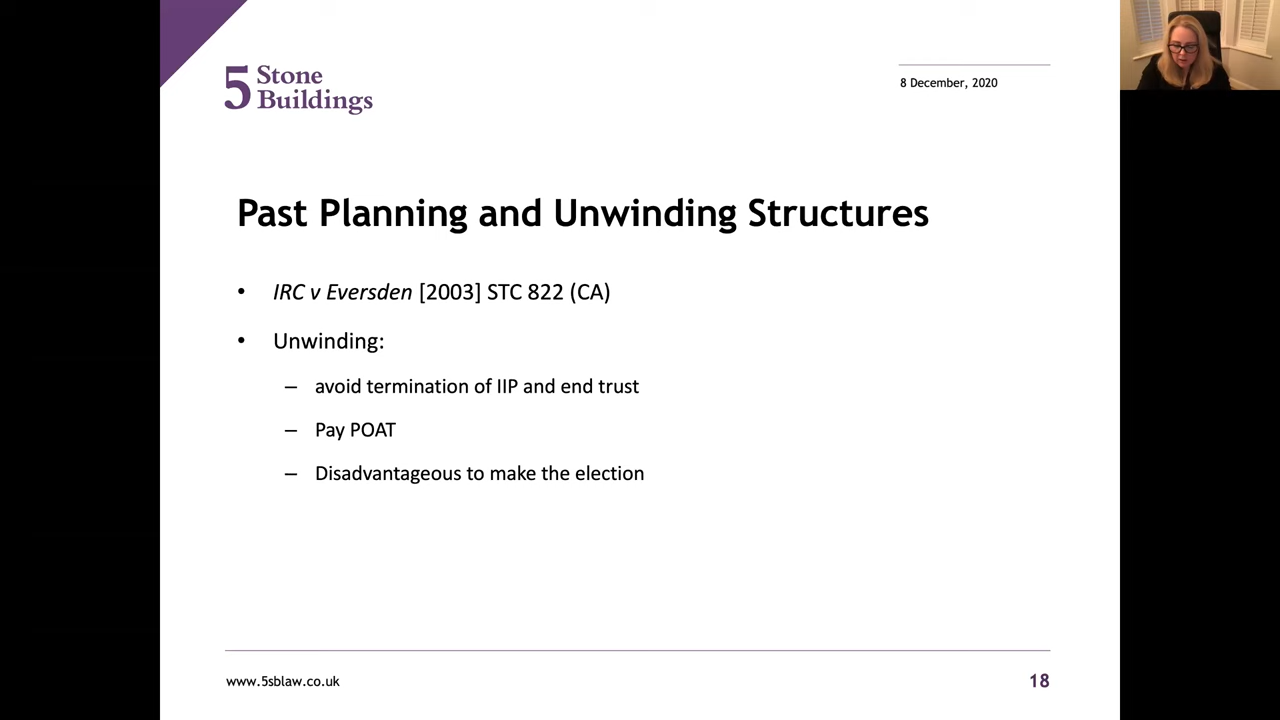 5 Stone
Buildings
8 December, 2020
Past Planning and Unwinding Structures
• IRC v Eversden [2003] STC 822 (CA)
• Unwinding:
– avoid termination of IIP and end trust
– Pay POAT
– Disadvantageous to make the election
www.5sblaw.co.uk
18